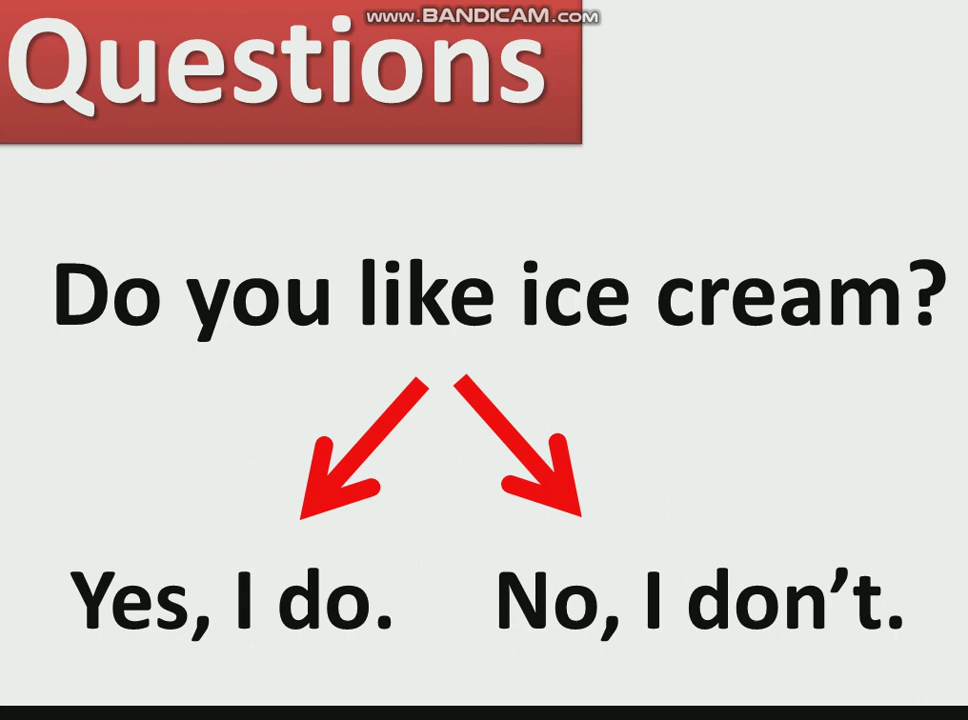 www.BANDICAM.com
Questions
Do you like ice cream?
Yes, I do. No, I don’t.